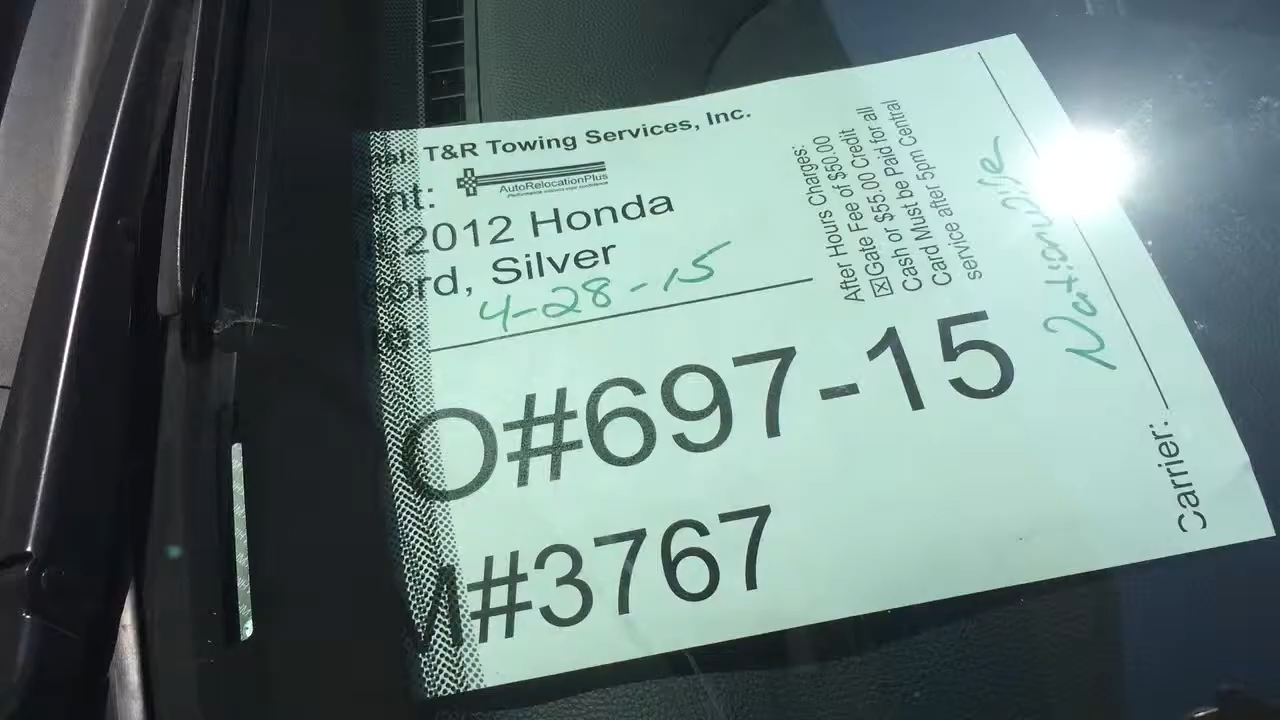 T&R Towing Services, Inc.
AutoRelocationPlus
nt:
2012 Honda
ord, Silver
4-28-15
O#697-15
M#3767
After Hours Charges:
☒Gate Fee of $50.00
Cash or $55.00 Credit
Card Must be Paid for all
service after 5pm Central
Nationwide
Carrier: